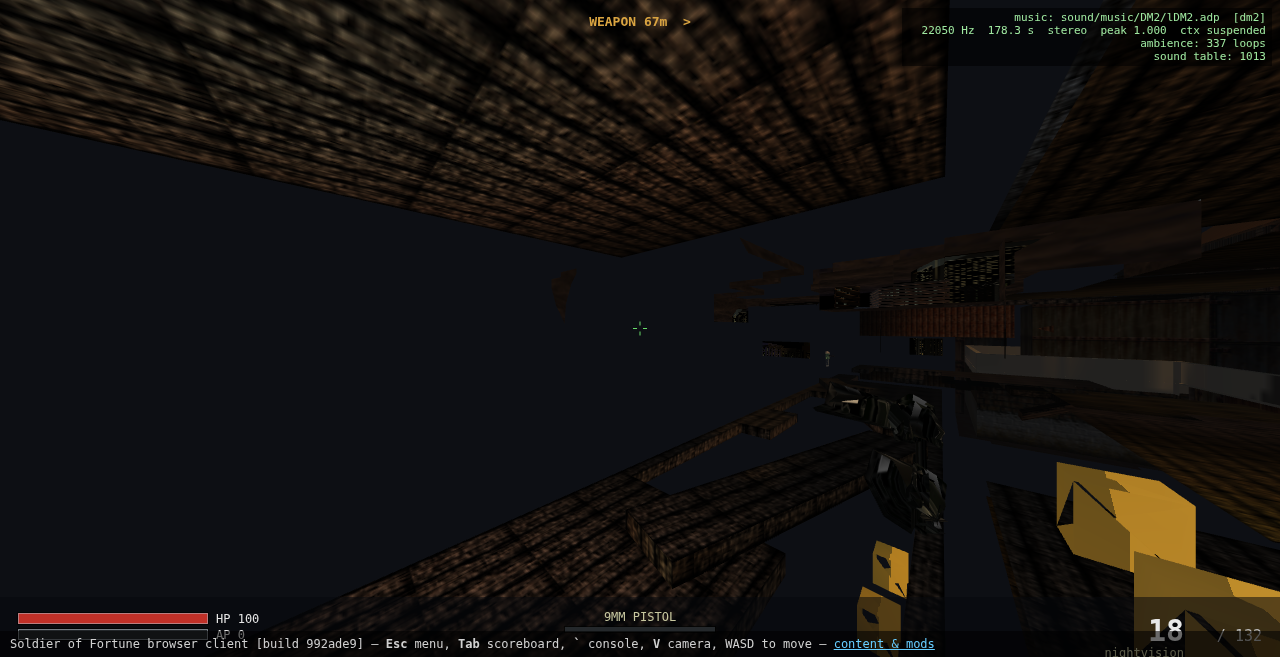 WEAPON 67m >
music: sound/music/DM2/lDM2.adp [dm2]
22050 Hz 178.3 s stereo peak 1.000 ctx suspended
ambience: 337 loops
sound table: 1013
HP 100
AP 0
9MM PISTOL
18 / 132
Soldier of Fortune browser client [build 992ade9] — Esc menu, Tab scoreboard, ` console, V camera, WASD to move — content & mods
nightvision